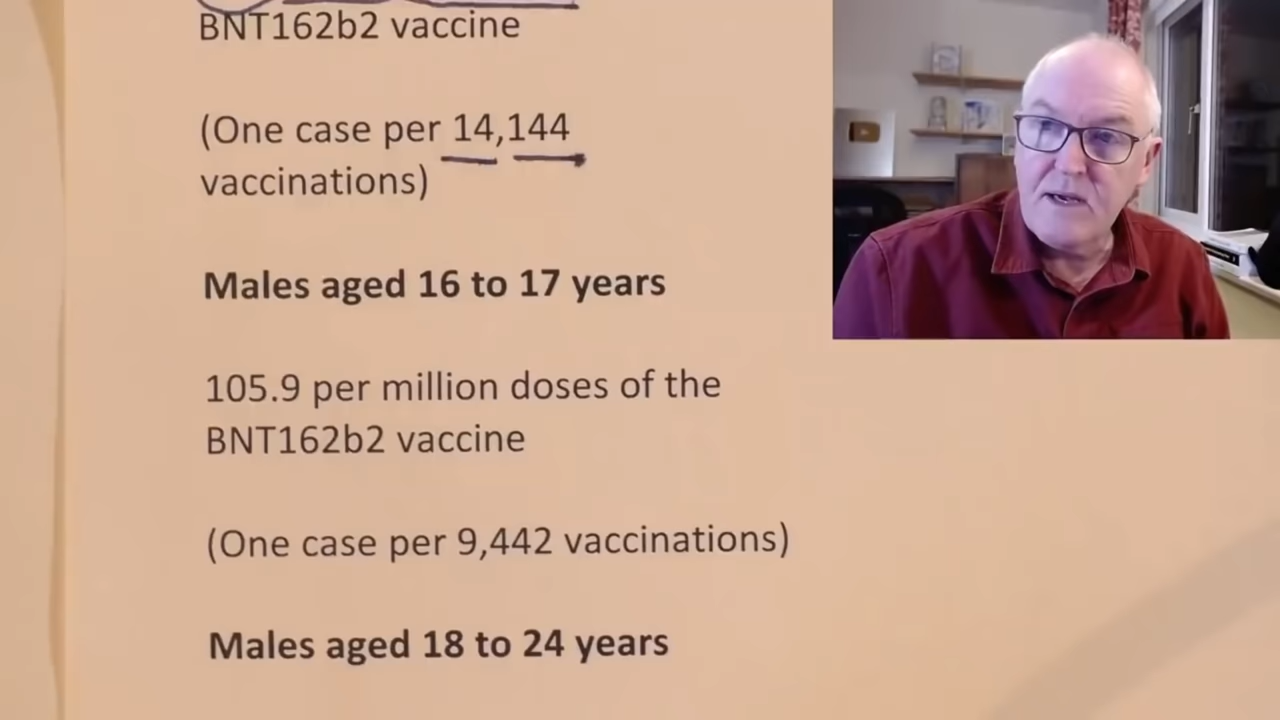 BNT162b2 vaccine
(One case per 14,144
vaccinations)
Males aged 16 to 17 years
105.9 per million doses of the
BNT162b2 vaccine
(One case per 9,442 vaccinations)
Males aged 18 to 24 years